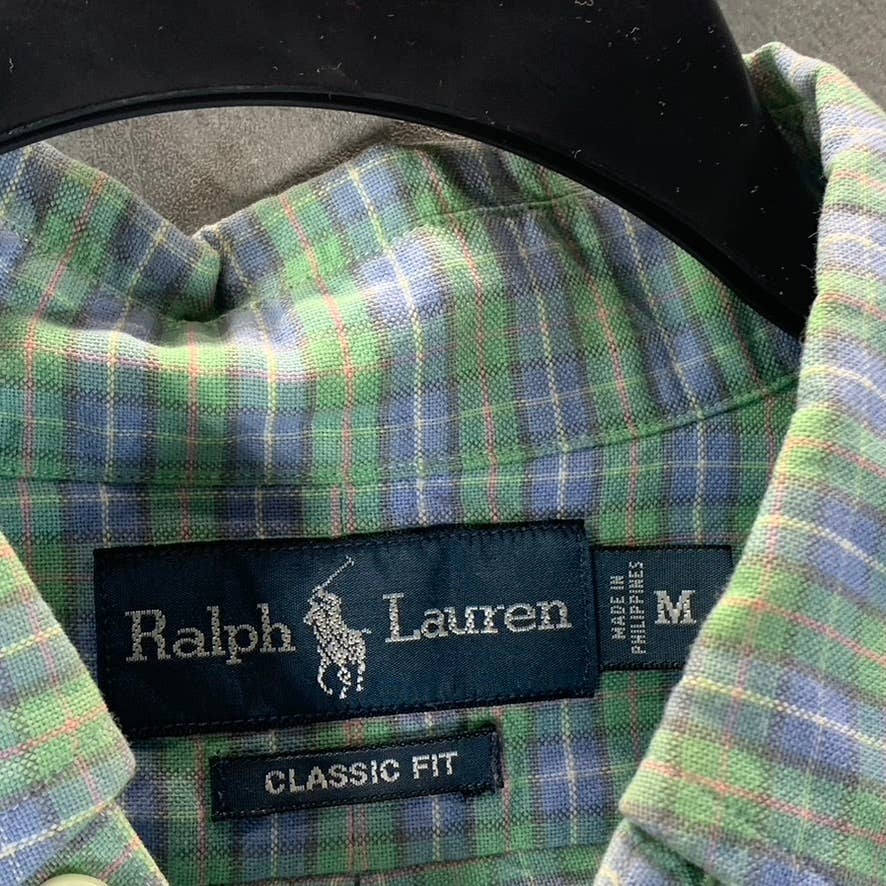 Ralph Lauren
MADE IN
PHILIPPINES
M
CLASSIC FIT